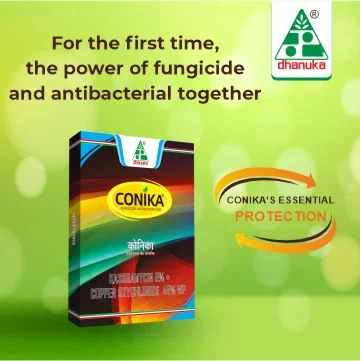 For the first time,
the power of fungicide
and antibacterial together
®
dhanuka
CONIKA'S ESSENTIAL
PROTECTION
dhanuka
CONIKA
कोनिका
KASUGAMYCIN 5% +
COPPER OXYCHLORIDE 45% WP